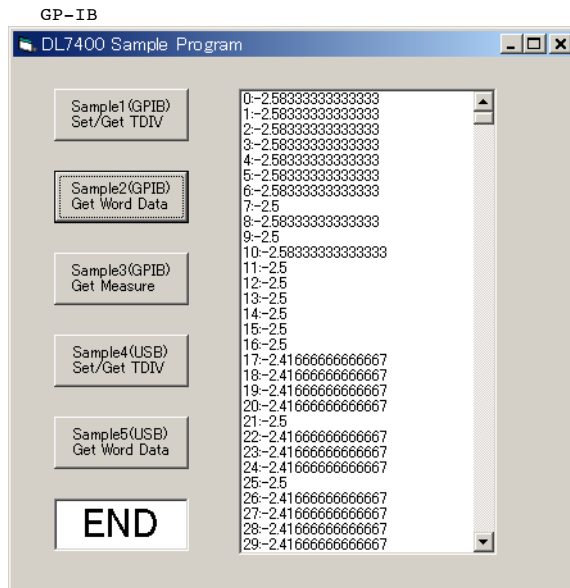 GP-IB
DL7400 Sample Program
Sample1(GPIB)
Set/Get TDIV
Sample2(GPIB)
Get Word Data
Sample3(GPIB)
Get Measure
Sample4(USB)
Set/Get TDIV
Sample5(USB)
Get Word Data
END
0:-2.58333333333333
1:-2.58333333333333
2:-2.58333333333333
3:-2.58333333333333
4:-2.58333333333333
5:-2.58333333333333
6:-2.58333333333333
7:-2.5
8:-2.58333333333333
9:-2.5
10:-2.58333333333333
11:-2.5
12:-2.5
13:-2.5
14:-2.5
15:-2.5
16:-2.5
17:-2.41666666666667
18:-2.41666666666667
19:-2.41666666666667
20:-2.41666666666667
21:-2.5
22:-2.41666666666667
23:-2.41666666666667
24:-2.41666666666667
25:-2.5
26:-2.41666666666667
27:-2.41666666666667
28:-2.41666666666667
29:-2.41666666666667